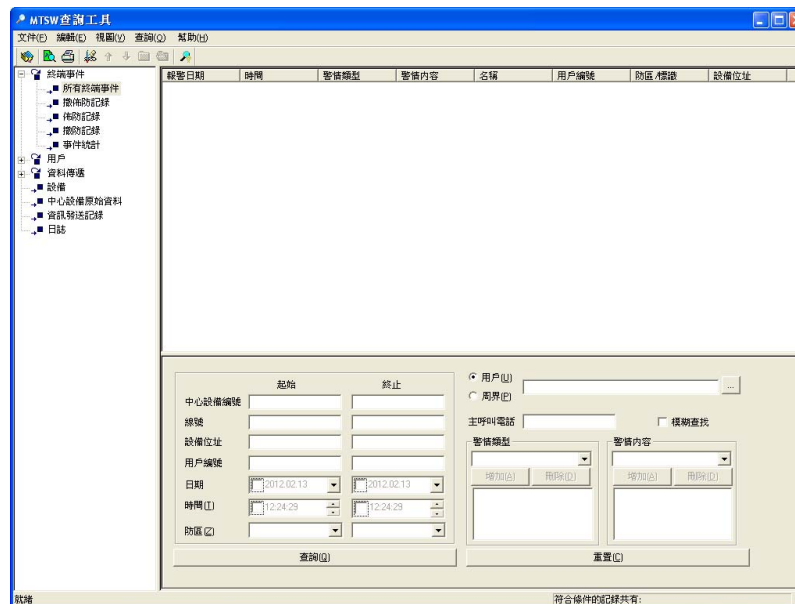 MTSW查詢工具
文件(F) 編輯(E) 視圖(V) 查詢(Q) 幫助(H)
終端事件
所有終端事件
撤佈防記錄
佈防記錄
撤防記錄
事件統計
用戶
資料傳遞
設備
中心設備原始資料
資訊發送記錄
日誌
報警日期 時間 警情類型 警情內容 名稱 用戶編號 防區/標識 設備位址
起始 終止
中心設備編號
線號
設備位址
用戶編號
日期 2012.02.13 2012.02.13
時間(T) 12:24:29 12:24:29
防區(Z)
查詢(Q)
用戶(U)
周界(P)
...
主呼叫電話 模糊查找
警情類型 警情內容
增加(A) 刪除(D) 增加(A) 刪除(D)
重置(C)
就緒 符合條件的記錄共有: